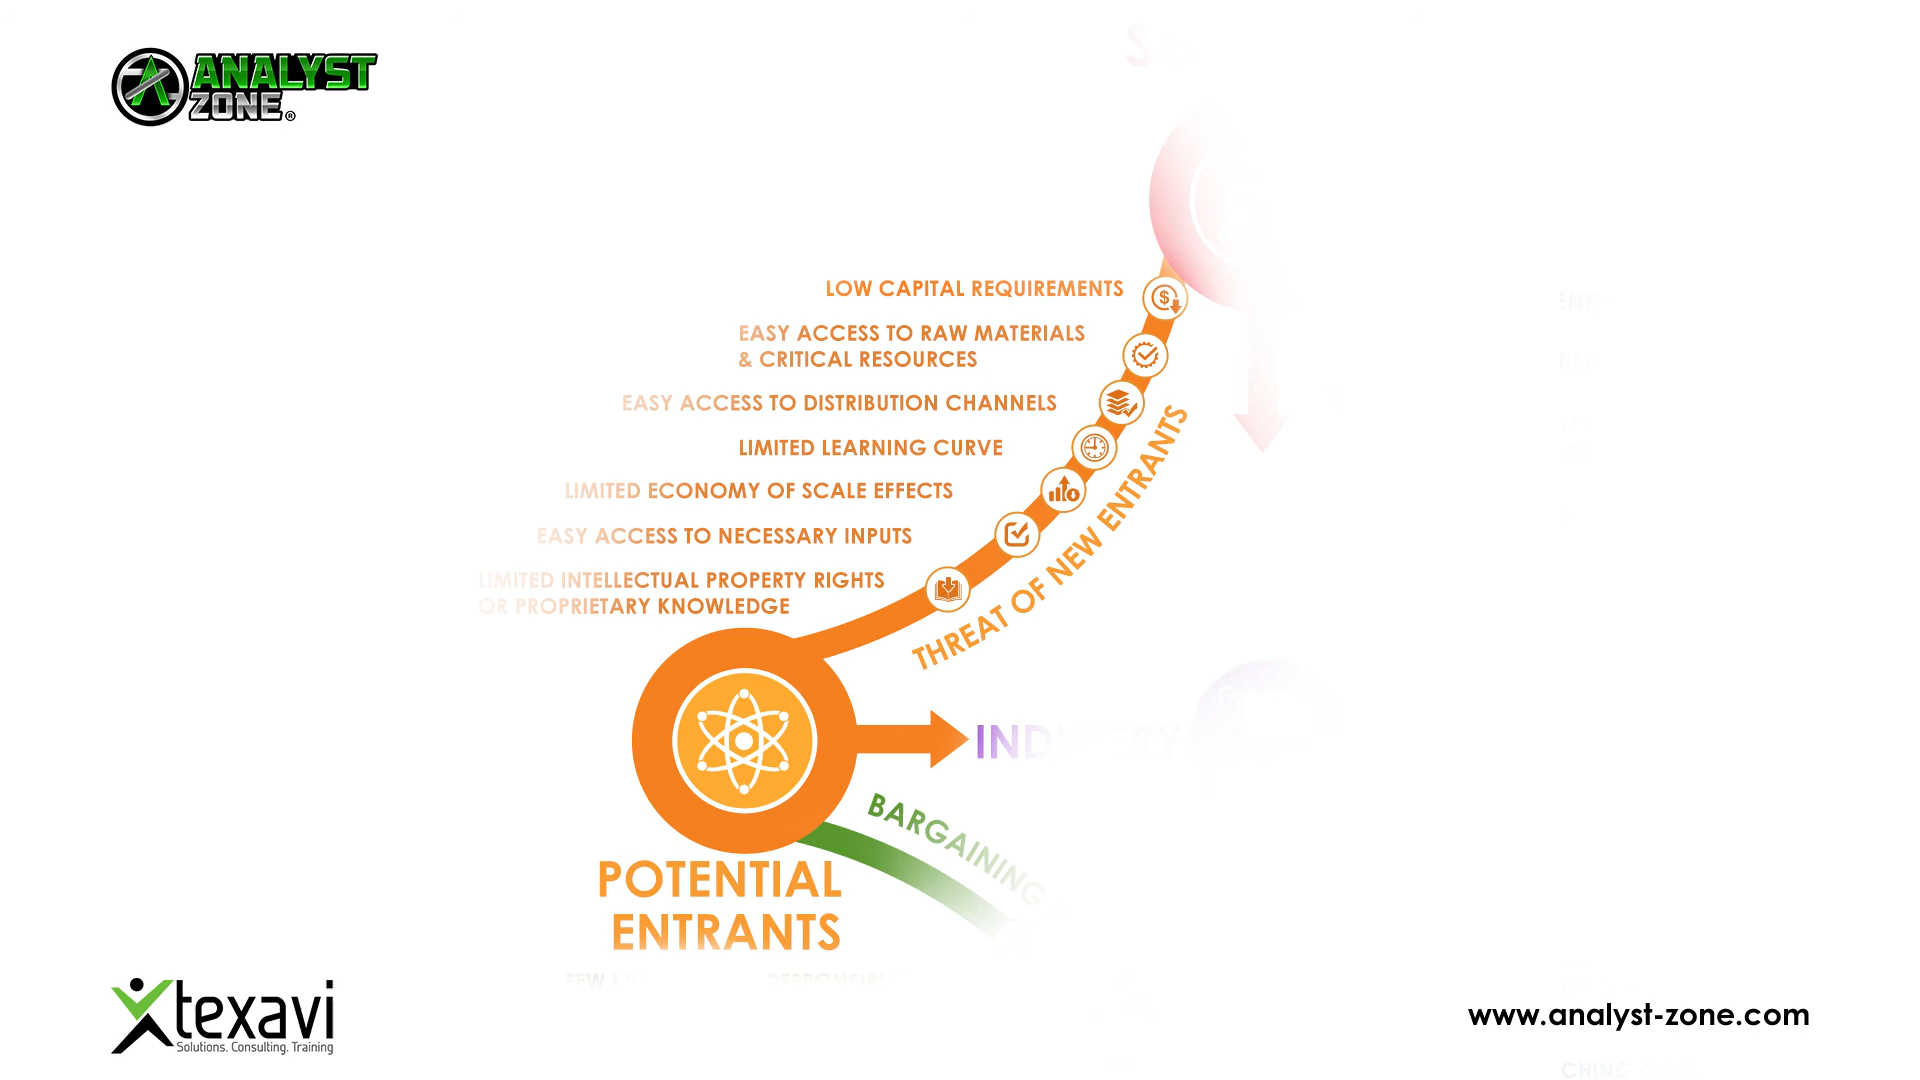 ANALYST
ZONE®
LOW CAPITAL REQUIREMENTS
EASY ACCESS TO RAW MATERIALS
& CRITICAL RESOURCES
EASY ACCESS TO DISTRIBUTION CHANNELS
LIMITED LEARNING CURVE
LIMITED ECONOMY OF SCALE EFFECTS
EASY ACCESS TO NECESSARY INPUTS
LIMITED INTELLECTUAL PROPERTY RIGHTS
OR PROPRIETARY KNOWLEDGE
THREAT OF NEW ENTRANTS
INDUSTRY
BARGAINING
POTENTIAL
ENTRANTS
FEW
texavi
Solutions. Consulting. Training
www.analyst-zone.com